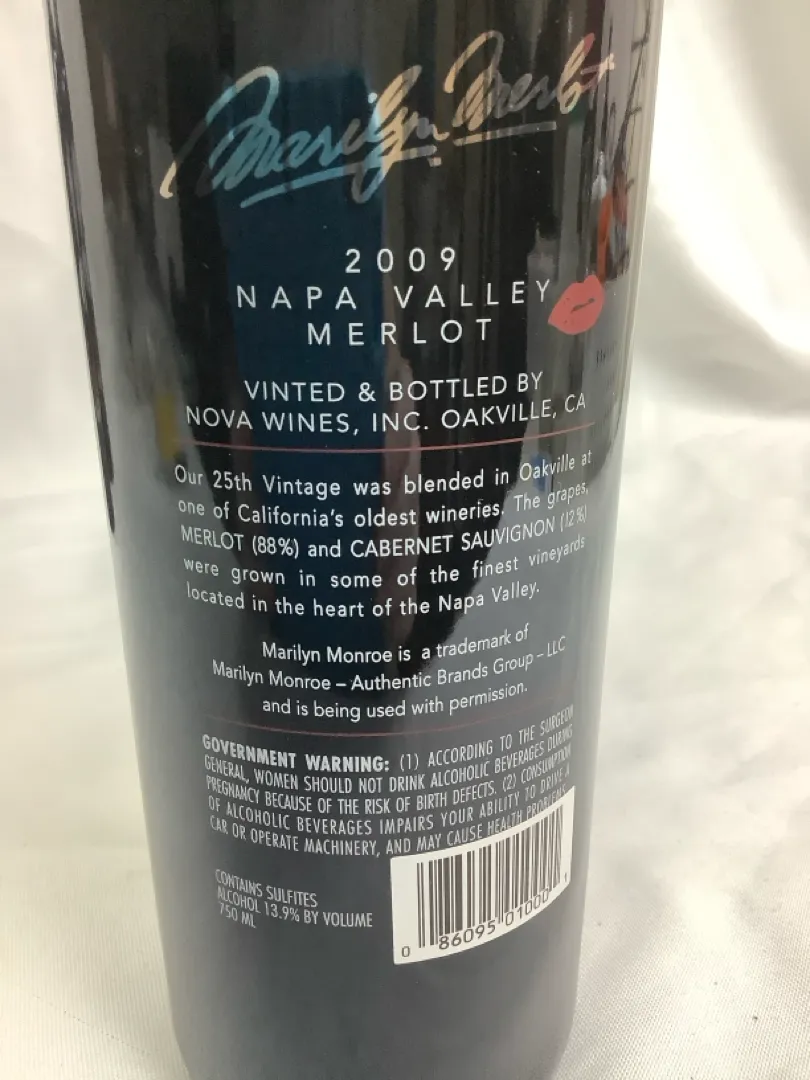 Marilyn Merlot
2009
NAPA VALLEY
MERLOT
VINTED & BOTTLED BY
NOVA WINES, INC. OAKVILLE, CA
Our 25th Vintage was blended in Oakville at
one of California's oldest wineries. The grapes,
MERLOT (88%) and CABERNET SAUVIGNON (12%)
were grown in some of the finest vineyards
located in the heart of the Napa Valley.
Marilyn Monroe is a trademark of
Marilyn Monroe – Authentic Brands Group – LLC
and is being used with permission.
GOVERNMENT WARNING: (1) ACCORDING TO THE SURGEON
GENERAL, WOMEN SHOULD NOT DRINK ALCOHOLIC BEVERAGES DURING
PREGNANCY BECAUSE OF THE RISK OF BIRTH DEFECTS. (2) CONSUMPTION
OF ALCOHOLIC BEVERAGES IMPAIRS YOUR ABILITY TO DRIVE A
CAR OR OPERATE MACHINERY, AND MAY CAUSE HEALTH PROBLEMS.
CONTAINS SULFITES
ALCOHOL 13.9% BY VOLUME
750 ML
0 86095 01000 1